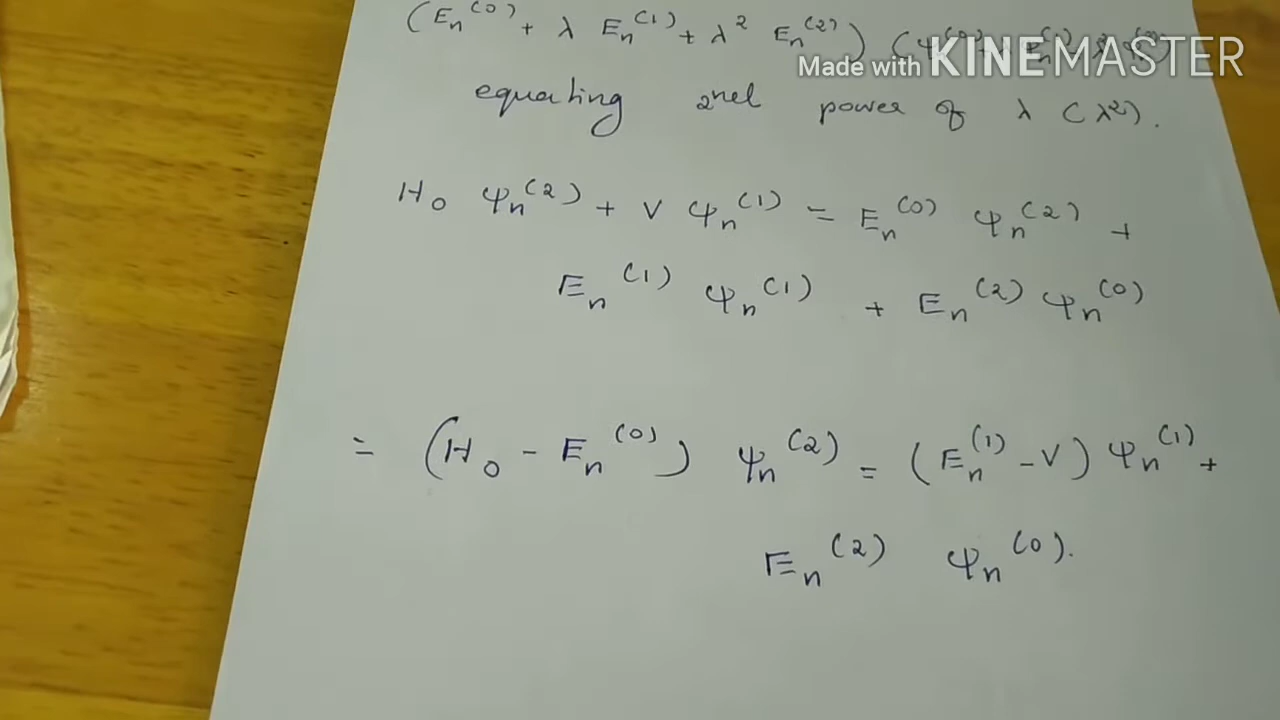 (Eₙ⁽⁰⁾ + λ Eₙ⁽¹⁾ + λ² Eₙ⁽²⁾) (ψ
Made with KINEMASTER
equating 2nd power of λ (λ²).
H₀ ψₙ⁽²⁾ + V ψₙ⁽¹⁾ = Eₙ⁽⁰⁾ ψₙ⁽²⁾ +
Eₙ⁽¹⁾ ψₙ⁽¹⁾ + Eₙ⁽²⁾ ψₙ⁽⁰⁾
= (H₀ - Eₙ⁽⁰⁾) ψₙ⁽²⁾ = (Eₙ⁽¹⁾ - V) ψₙ⁽¹⁾ +
Eₙ⁽²⁾ ψₙ⁽⁰⁾.